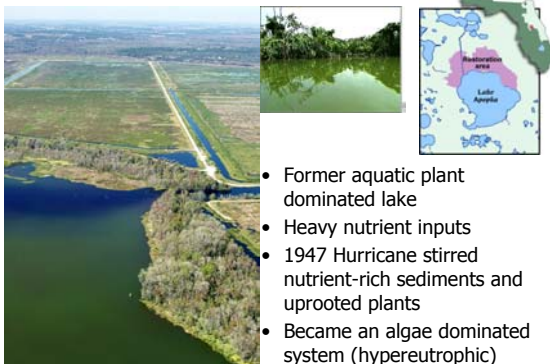 Restoration
area
Lake
Apopka
• Former aquatic plant
dominated lake
• Heavy nutrient inputs
• 1947 Hurricane stirred
nutrient-rich sediments and
uprooted plants
• Became an algae dominated
system (hypereutrophic)